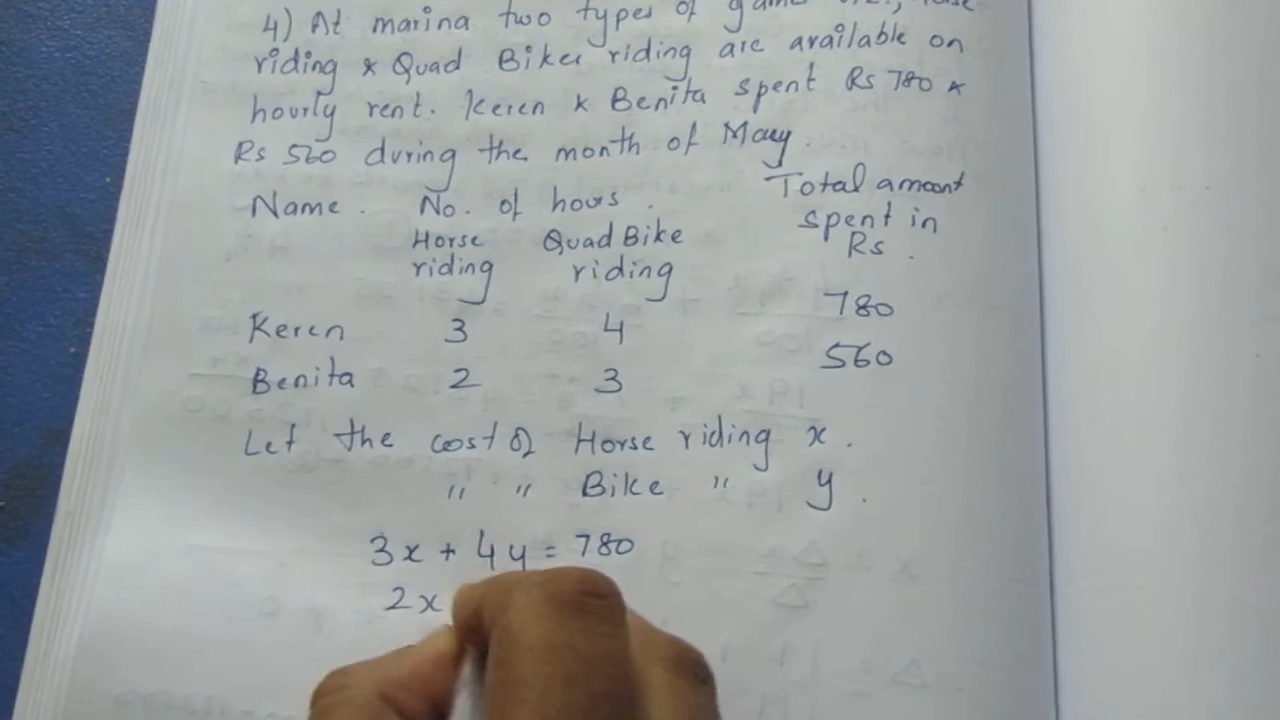 4) At marina two types of
riding & Quad Bikes riding are available on
hourly rent. Keren & Benita spent Rs 780 &
Rs 560 during the month of May.
Name. No. of hours. Total amount
spent in
Rs.
Horse Quad Bike
riding riding
Keren 3 4 780
Benita 2 3 560
Let the cost of Horse riding x.
" " Bike " y.
3x + 4y = 780
2x